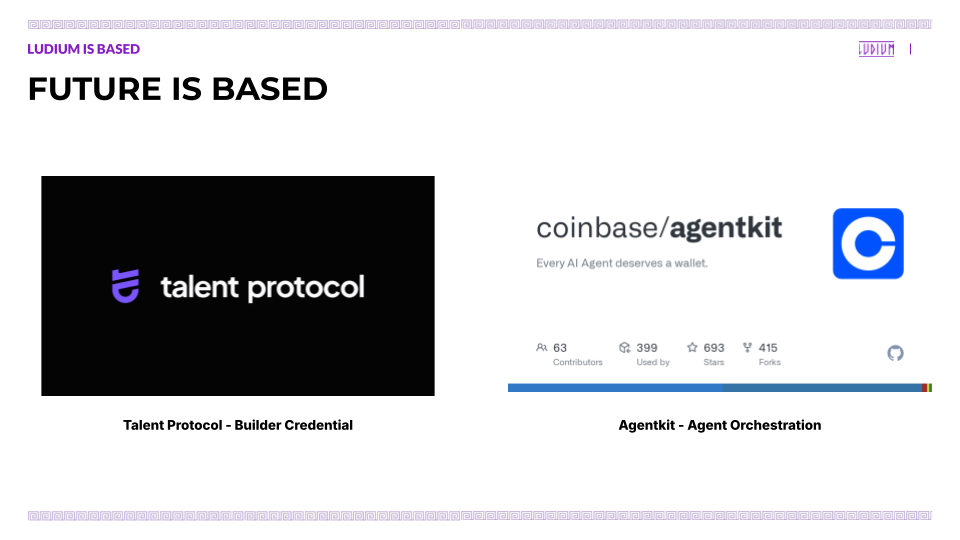 LUDIUM IS BASED
LUDIUM
FUTURE IS BASED
talent protocol
coinbase/agentkit
Every AI Agent deserves a wallet.
63 Contributors
399 Used by
693 Stars
415 Forks
Talent Protocol - Builder Credential
Agentkit - Agent Orchestration